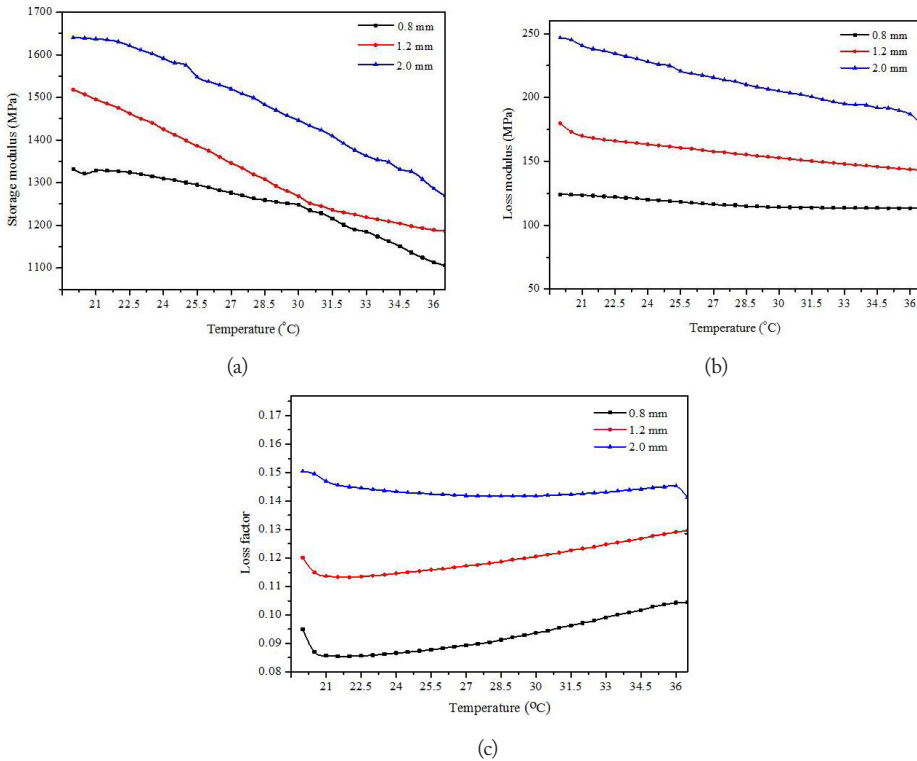 1700
1600
1500
1400
1300
1200
1100
Storage modulus (MPa)
0.8 mm
1.2 mm
2.0 mm
21 22.5 24 25.5 27 28.5 30 31.5 33 34.5 36
Temperature (°C)
(a)
250
200
150
100
50
Loss modulus (MPa)
0.8 mm
1.2 mm
2.0 mm
21 22.5 24 25.5 27 28.5 30 31.5 33 34.5 36
Temperature (°C)
(b)
0.17
0.16
0.15
0.14
0.13
0.12
0.11
0.10
0.09
0.08
Loss factor
0.8 mm
1.2 mm
2.0 mm
21 22.5 24 25.5 27 28.5 30 31.5 33 34.5 36
Temperature (ºC)
(c)